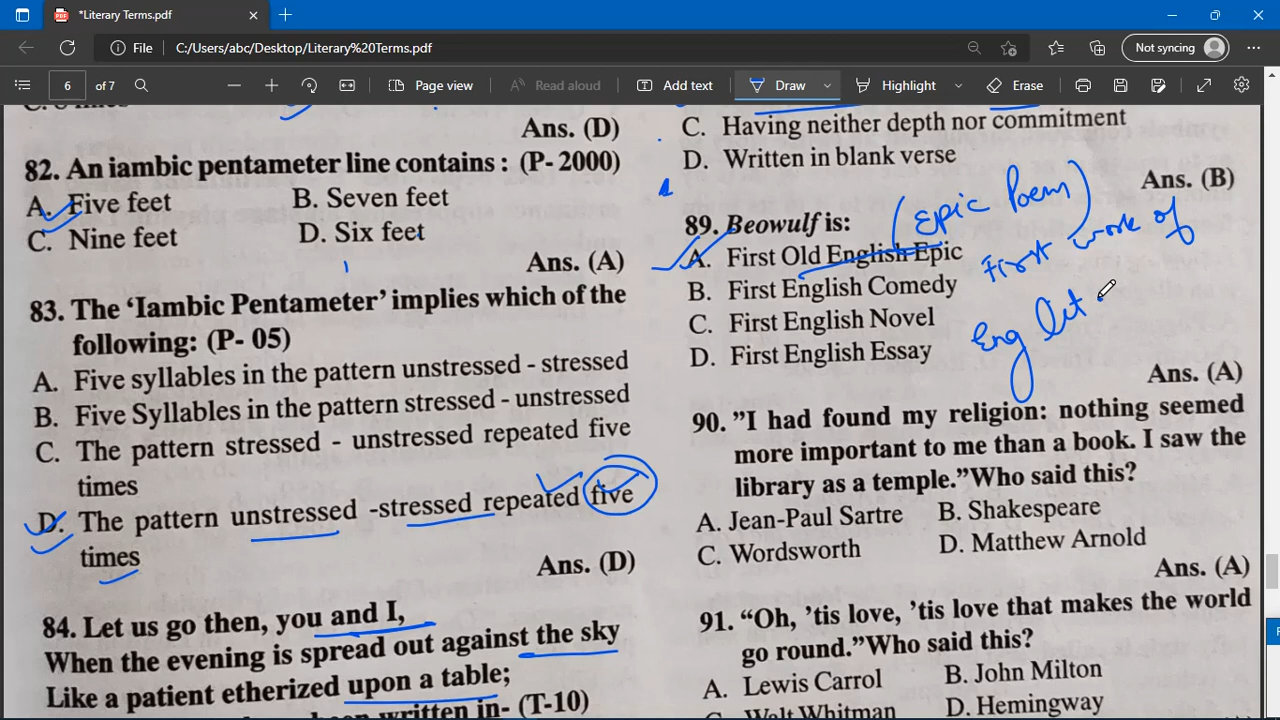 *Literary Terms.pdf
File
C:/Users/abc/Desktop/Literary%20Terms.pdf
Not syncing
6
of 7
Page view
Read aloud
Add text
Draw
Highlight
Erase
Ans. (D)
82. An iambic pentameter line contains : (P- 2000)
A. Five feet
B. Seven feet
C. Nine feet
D. Six feet
Ans. (A)
83. The ‘Iambic Pentameter’ implies which of the
following: (P- 05)
A. Five syllables in the pattern unstressed - stressed
B. Five Syllables in the pattern stressed - unstressed
C. The pattern stressed - unstressed repeated five
times
D. The pattern unstressed -stressed repeated five
times
Ans. (D)
84. Let us go then, you and I,
When the evening is spread out against the sky
Like a patient etherized upon a table;
written in- (T-10)
C. Having neither depth nor commitment
D. Written in blank verse
Ans. (B)
(Epic Poem)
89. Beowulf is:
First work of
A. First Old English Epic
B. First English Comedy
Eng lit
C. First English Novel
D. First English Essay
Ans. (A)
90. ”I had found my religion: nothing seemed
more important to me than a book. I saw the
library as a temple.”Who said this?
A. Jean-Paul Sartre
B. Shakespeare
C. Wordsworth
D. Matthew Arnold
Ans. (A)
91. “Oh, ’tis love, ’tis love that makes the world
go round.”Who said this?
A. Lewis Carrol
B. John Milton
C. Walt Whitman
D. Hemingway